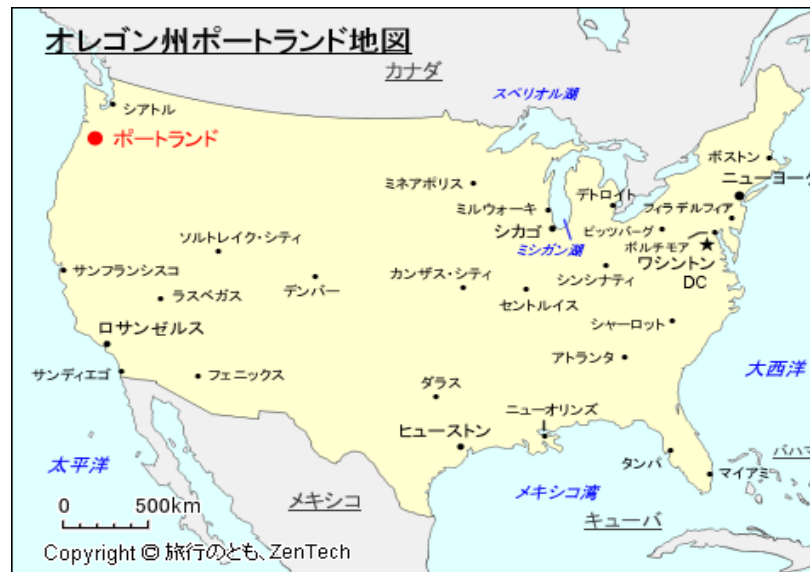 オレゴン州ポートランド地図
カナダ
スペリオル湖
シアトル
ポートランド
ボストン
ニューヨーク
ミネアポリス
デトロイト
ミルウォーキ
フィラデルフィア
シカゴ
ピッツバーグ
ソルトレイク・シティ
ミシガン湖
ボルチモア
ワシントン
DC
サンフランシスコ
カンザス・シティ
シンシナティ
デンバー
ラスベガス
セントルイス
ロサンゼルス
シャーロット
アトランタ
大西洋
サンディエゴ
フェニックス
ダラス
ニューオリンズ
ヒューストン
太平洋
タンパ
バハマ
マイアミ
メキシコ湾
メキシコ
キューバ
0 500km
Copyright © 旅行のとも、ZenTech